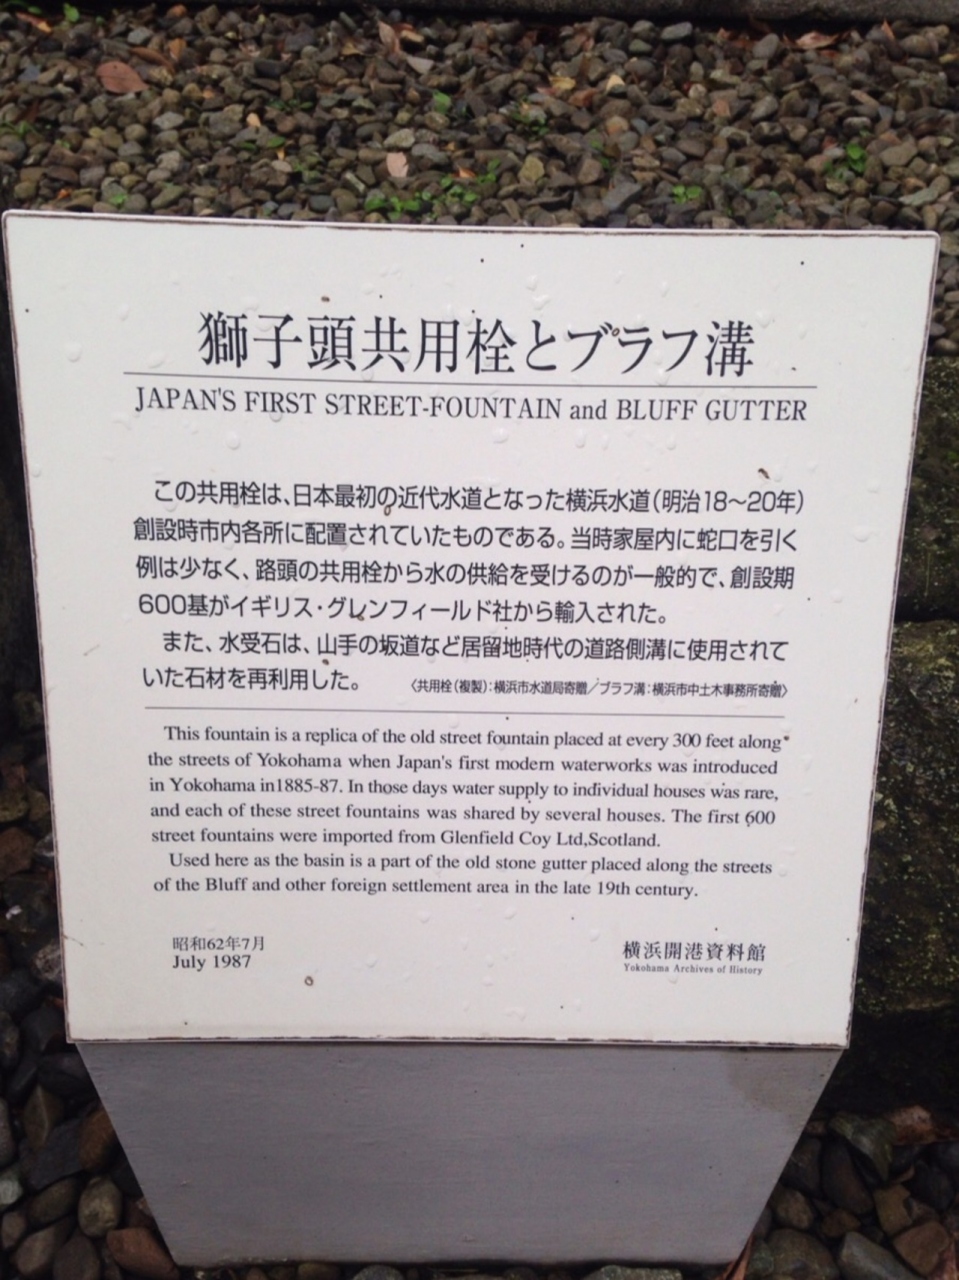 獅子頭共用栓とブラフ溝
JAPAN'S FIRST STREET-FOUNTAIN and BLUFF GUTTER
この共用栓は、日本最初の近代水道となった横浜水道(明治18〜20年)
創設時市内各所に配置されていたものである。当時家屋内に蛇口を引く
例は少なく、路頭の共用栓から水の供給を受けるのが一般的で、創設期
600基がイギリス・グレンフィールド社から輸入された。
また、水受石は、山手の坂道など居留地時代の道路側溝に使用されて
いた石材を再利用した。 〈共用栓(複製):横浜市水道局寄贈/ブラフ溝:横浜市中土木事務所寄贈〉
This fountain is a replica of the old street fountain placed at every 300 feet along
the streets of Yokohama when Japan's first modern waterworks was introduced
in Yokohama in1885-87. In those days water supply to individual houses was rare,
and each of these street fountains was shared by several houses. The first 600
street fountains were imported from Glenfield Coy Ltd,Scotland.
Used here as the basin is a part of the old stone gutter placed along the streets
of the Bluff and other foreign settlement area in the late 19th century.
昭和62年7月
July 1987
横浜開港資料館
Yokohama Archives of History